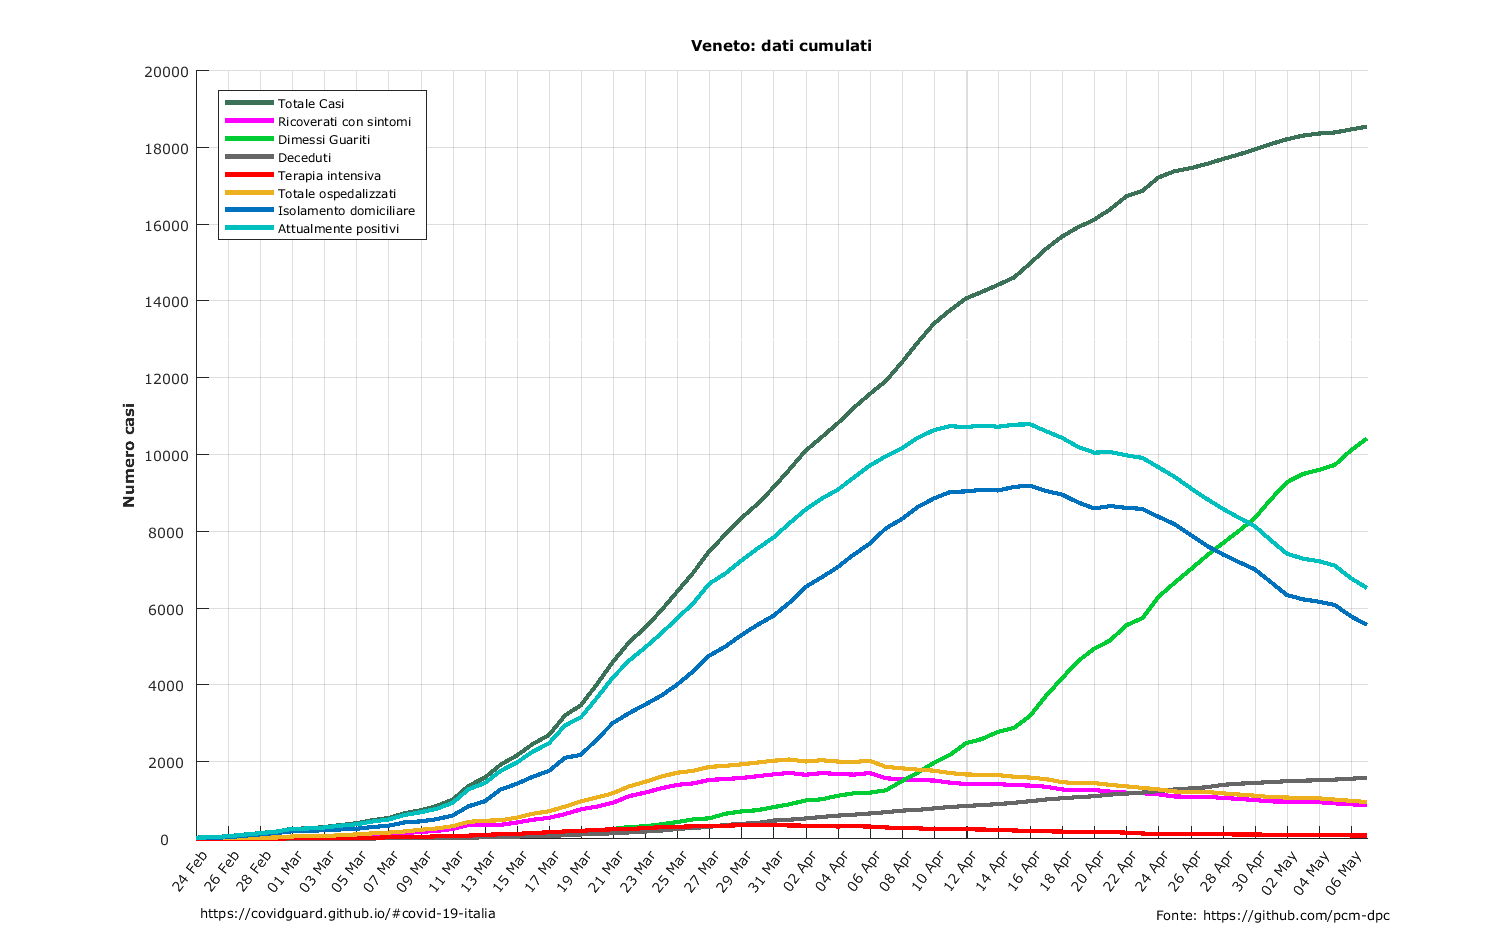 Veneto: dati cumulati
20000
18000
16000
14000
12000
10000
8000
6000
4000
2000
0
Numero casi
Totale Casi
Ricoverati con sintomi
Dimessi Guariti
Deceduti
Terapia intensiva
Totale ospedalizzati
Isolamento domiciliare
Attualmente positivi
24 Feb
26 Feb
28 Feb
01 Mar
03 Mar
05 Mar
07 Mar
09 Mar
11 Mar
13 Mar
15 Mar
17 Mar
19 Mar
21 Mar
23 Mar
25 Mar
27 Mar
29 Mar
31 Mar
02 Apr
04 Apr
06 Apr
08 Apr
10 Apr
12 Apr
14 Apr
16 Apr
18 Apr
20 Apr
22 Apr
24 Apr
26 Apr
28 Apr
30 Apr
02 May
04 May
06 May
https://covidguard.github.io/#covid-19-italia
Fonte: https://github.com/pcm-dpc